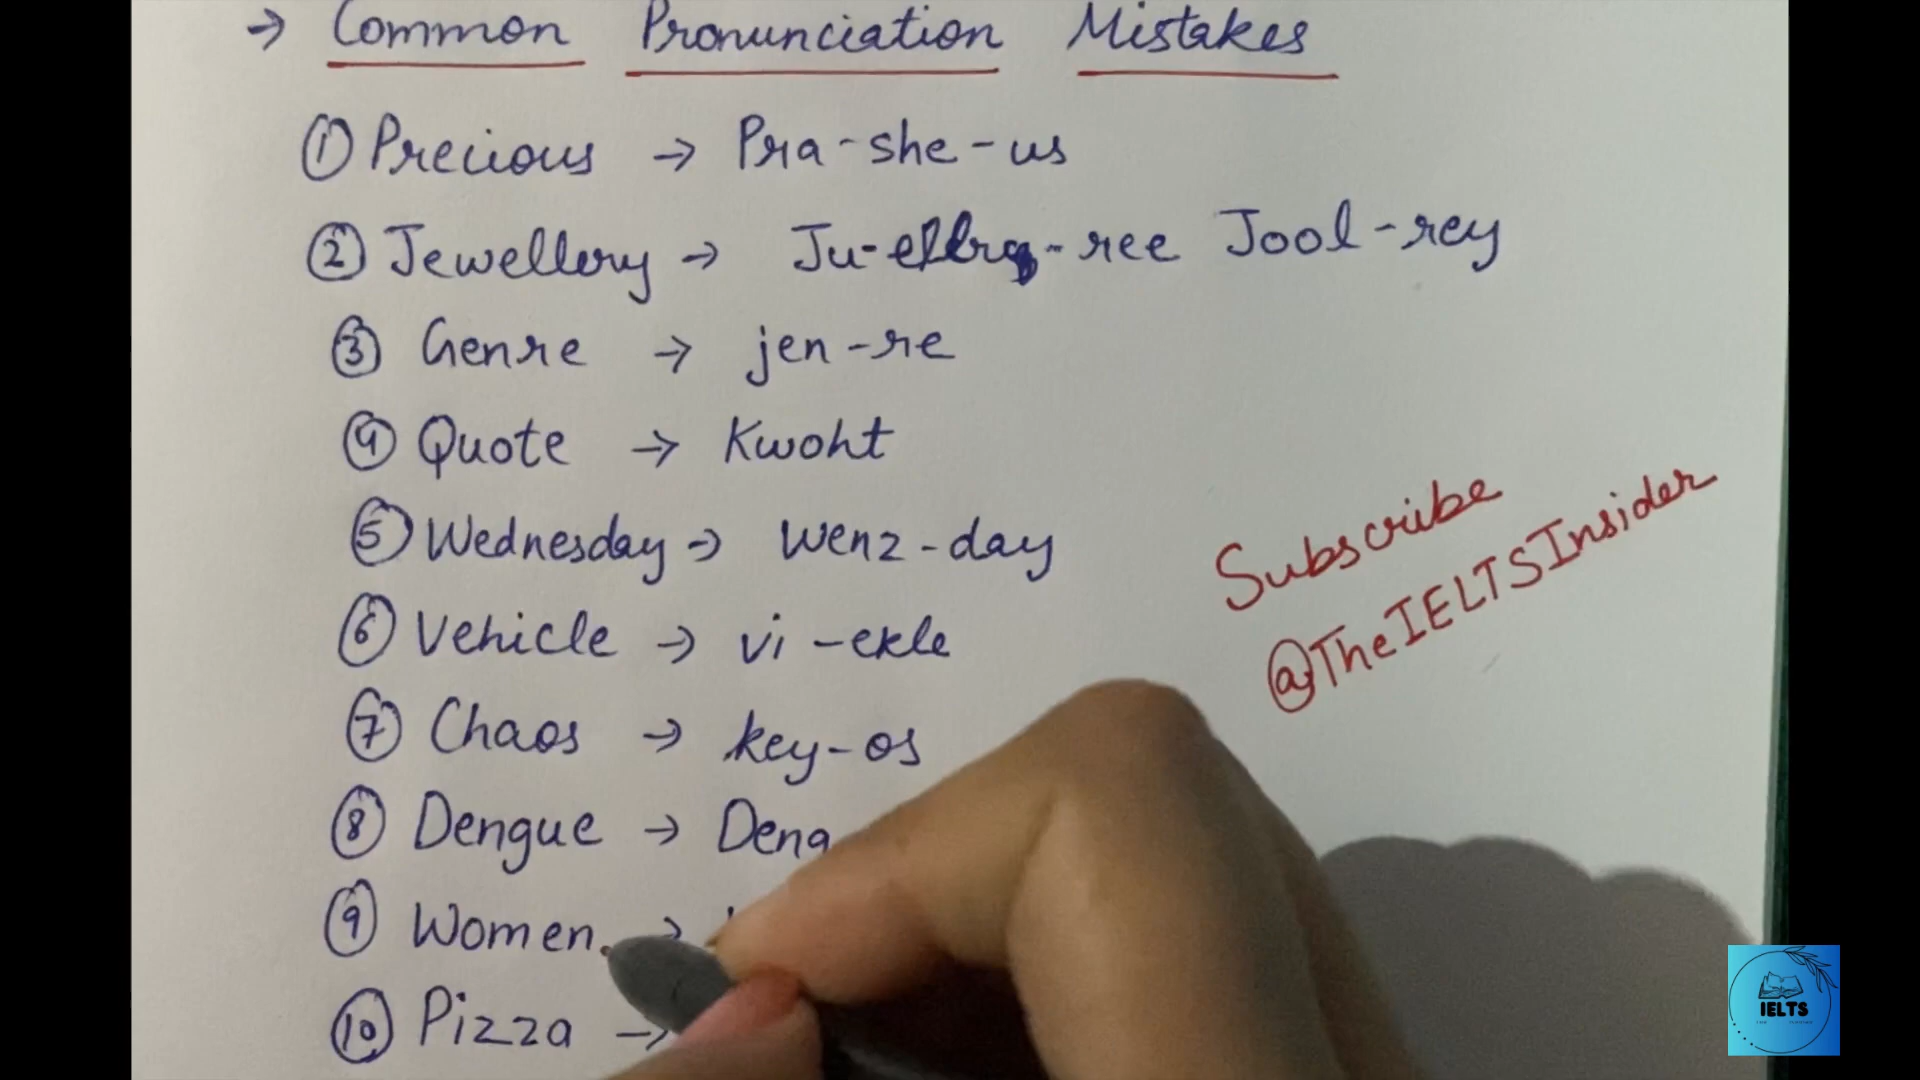 → Common Pronunciation Mistakes
① Precious → Pra-she-us
② Jewellery → Ju- -ree Jool-rey
③ Genre → jen-re
④ Quote → Kwoht
⑤ Wednesday → wenz-day
⑥ Vehicle → vi-ekle
⑦ Chaos → key-os
⑧ Dengue → Deng
⑨ Women →
⑩ Pizza →
Subscribe
@TheIELTSInsider
IELTS